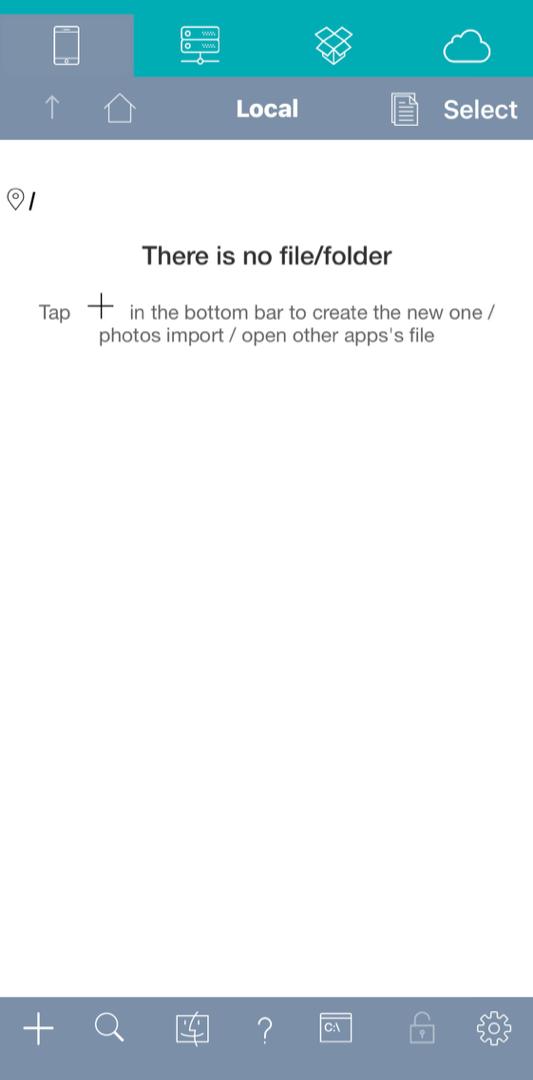 Local
Select
/
There is no file/folder
Tap + in the bottom bar to create the new one /
photos import / open other apps's file
?
C:\